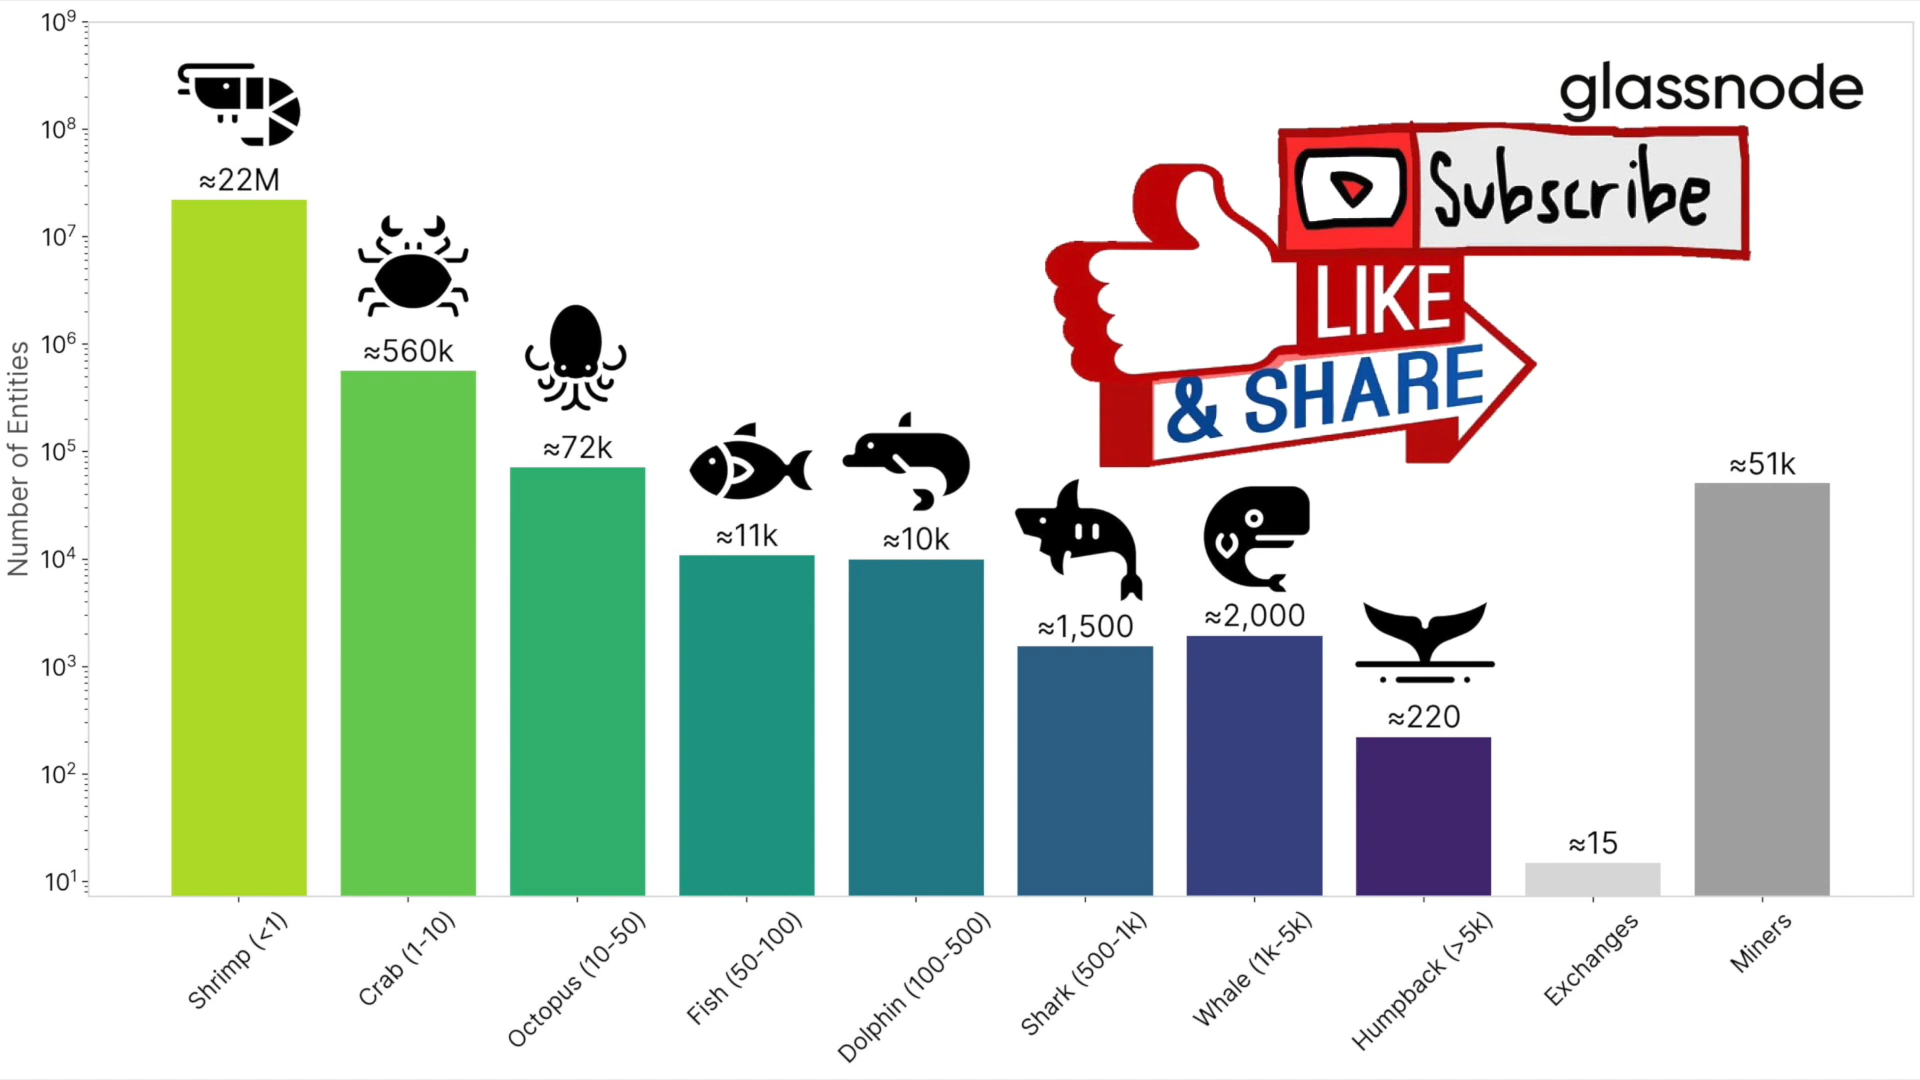 glassnode
Subscribe
LIKE
& SHARE
Number of Entities
10⁹
10⁸
10⁷
10⁶
10⁵
10⁴
10³
10²
10¹
≈22M
≈560k
≈72k
≈11k
≈10k
≈1,500
≈2,000
≈220
≈15
≈51k
Shrimp (<1)
Crab (1-10)
Octopus (10-50)
Fish (50-100)
Dolphin (100-500)
Shark (500-1k)
Whale (1k-5k)
Humpback (>5k)
Exchanges
Miners